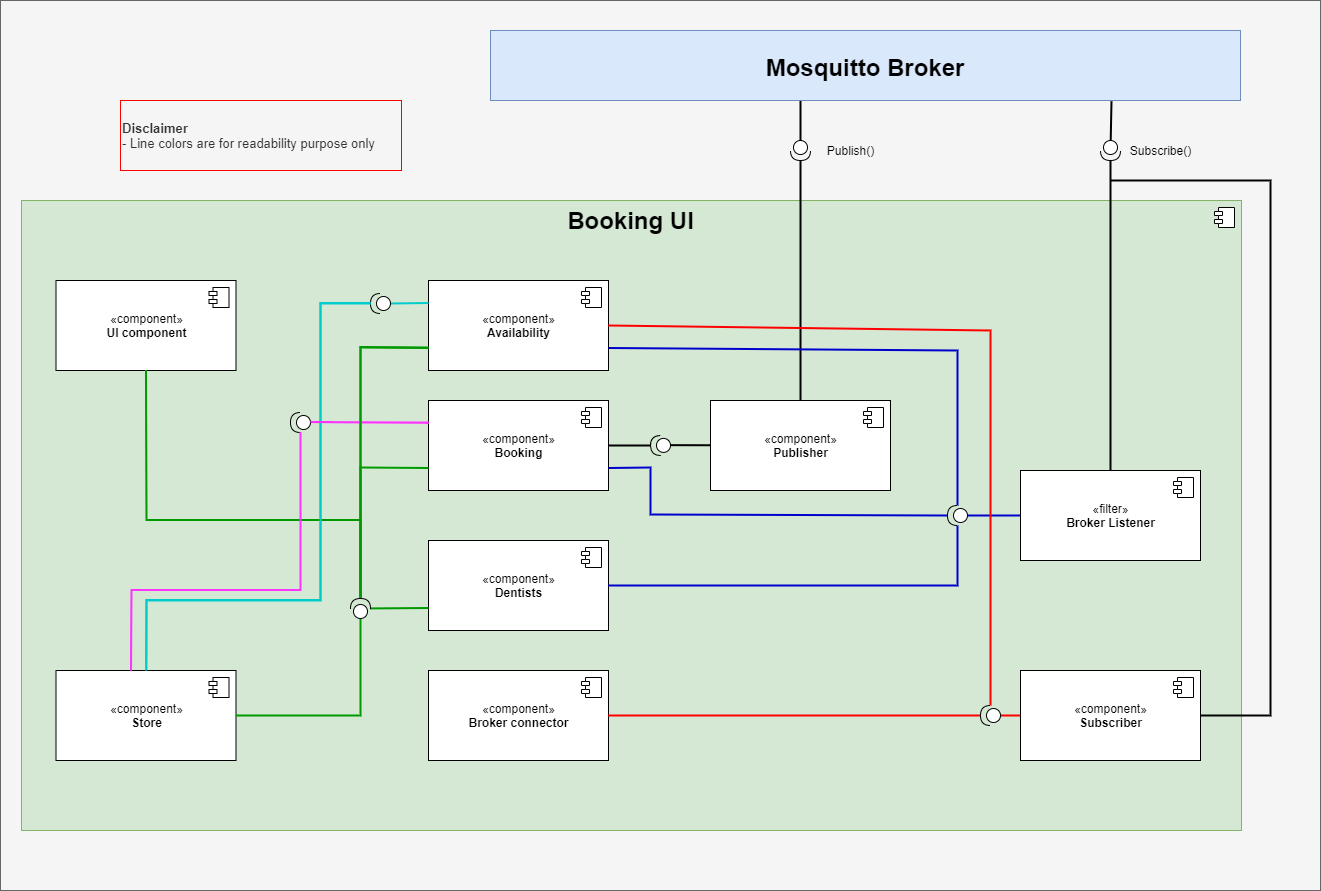 Mosquitto Broker
Disclaimer
- Line colors are for readability purpose only
Publish()
Subscribe()
Booking UI
«component»
UI component
«component»
Availability
«component»
Booking
«component»
Publisher
«filter»
Broker Listener
«component»
Dentists
«component»
Store
«component»
Broker connector
«component»
Subscriber